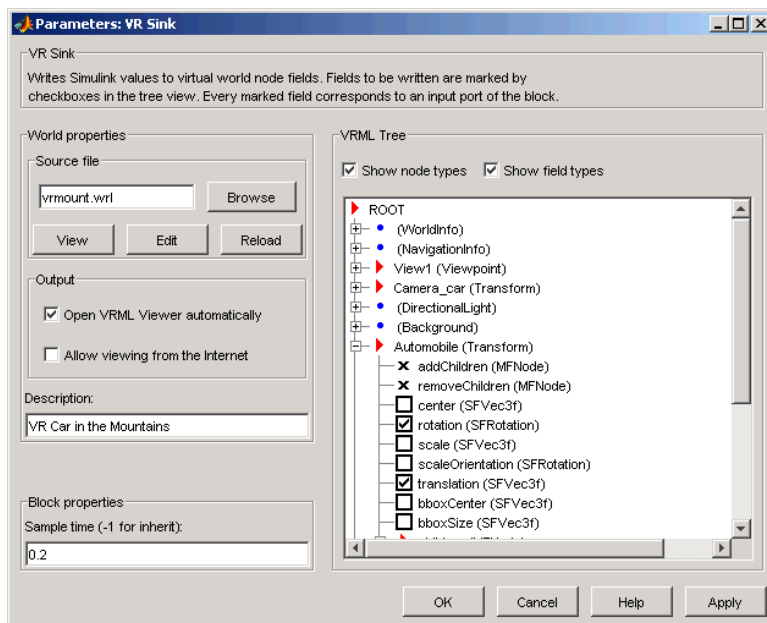 Parameters: VR Sink
VR Sink
Writes Simulink values to virtual world node fields. Fields to be written are marked by
checkboxes in the tree view. Every marked field corresponds to an input port of the block.
World properties
Source file
vrmount.wrl
Browse
View
Edit
Reload
Output
Open VRML Viewer automatically
Allow viewing from the Internet
Description:
VR Car in the Mountains
Block properties
Sample time (-1 for inherit):
0.2
VRML Tree
Show node types
Show field types
ROOT
(WorldInfo)
(NavigationInfo)
View1 (Viewpoint)
Camera_car (Transform)
(DirectionalLight)
(Background)
Automobile (Transform)
addChildren (MFNode)
removeChildren (MFNode)
center (SFVec3f)
rotation (SFRotation)
scale (SFVec3f)
scaleOrientation (SFRotation)
translation (SFVec3f)
bboxCenter (SFVec3f)
bboxSize (SFVec3f)
OK
Cancel
Help
Apply